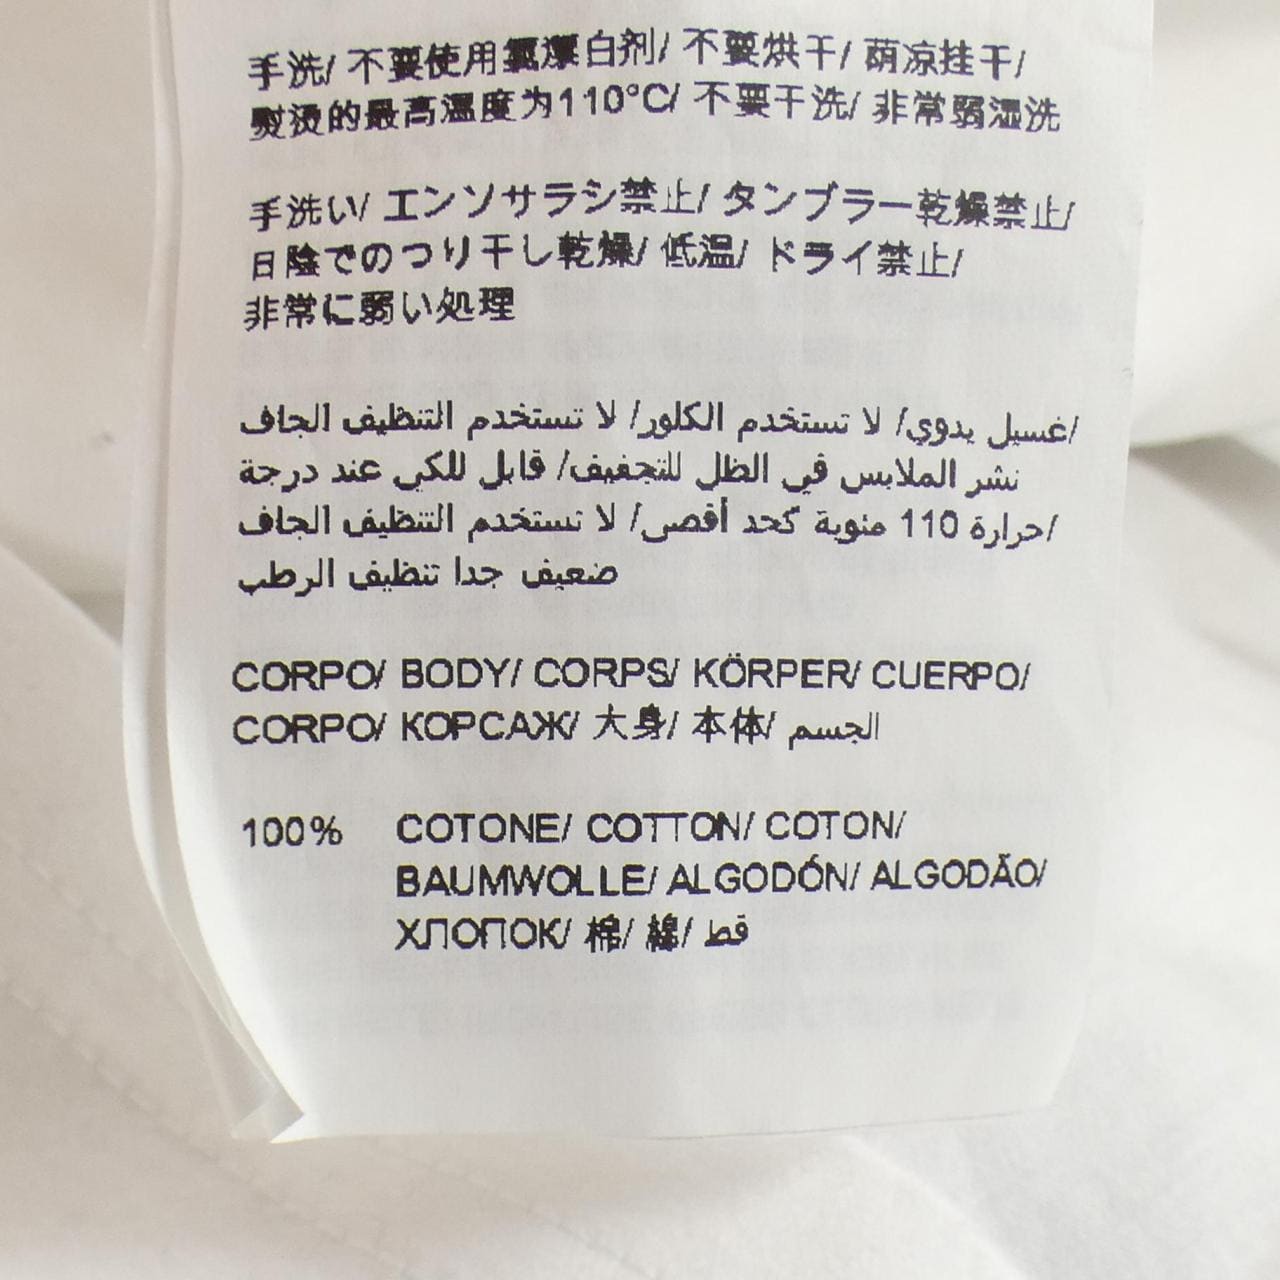 手洗/ 不要使用氯漂白剂/ 不要烘干/ 荫凉挂干/
熨烫的最高温度为110°C/ 不要干洗/ 非常弱湿洗
手洗い/ エンソサラシ禁止/ タンブラー乾燥禁止/
日陰でのつり干し乾燥/ 低温/ ドライ禁止/
非常に弱い処理
غسيل يدوي/ لا تستخدم الكلور/ لا تستخدم التنظيف الجاف/
نشر الملابس في الظل للتجفيف/ قابل للكي عند درجة
حرارة 110 مئوية كحد أقصى/ لا تستخدم التنظيف الجاف/
ضعيف جدا تنظيف الرطب
CORPO/ BODY/ CORPS/ KÖRPER/ CUERPO/
CORPO/ КОРСАЖ/ 大身/ 本体/ الجسم
100% COTONE/ COTTON/ COTON/
BAUMWOLLE/ ALGODÓN/ ALGODÃO/
ХЛОПОК/ 棉/ 綿/ قط